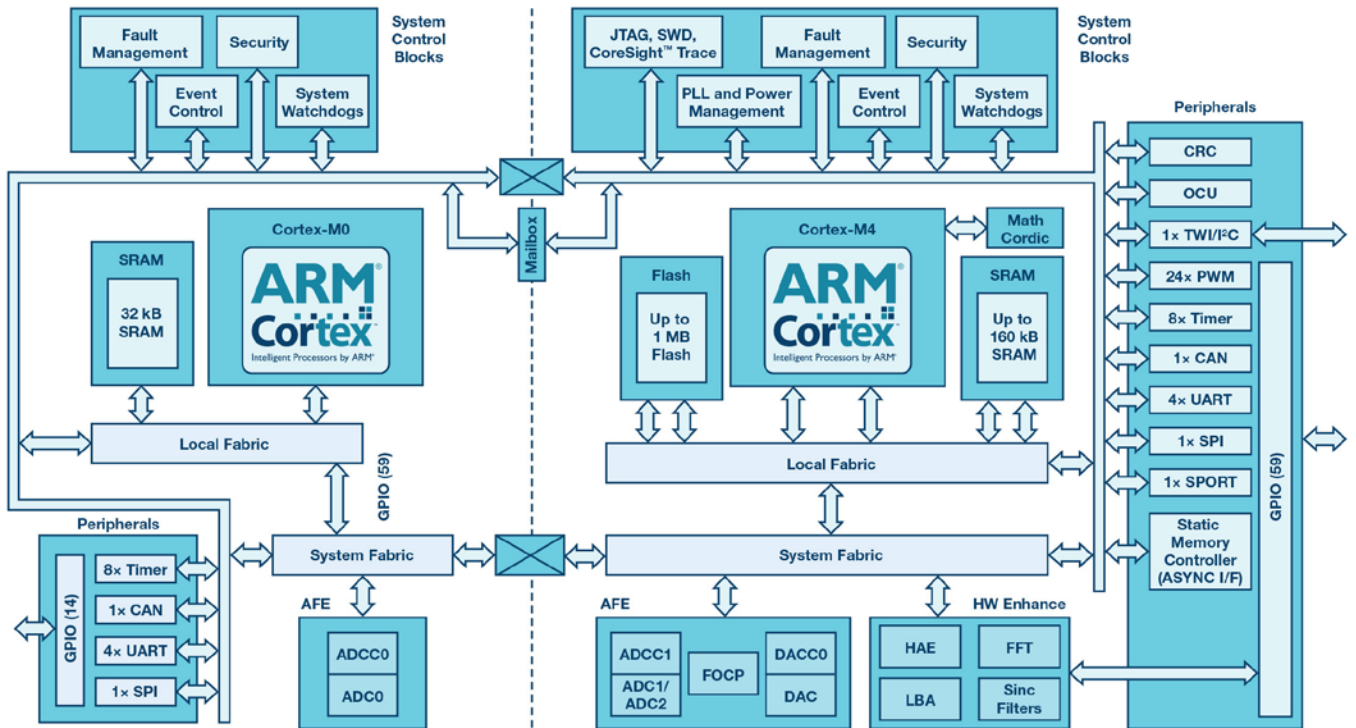 Fault
Management
Security
Event
Control
System
Watchdogs
System
Control
Blocks
JTAG, SWD,
CoreSight™ Trace
Fault
Management
Security
PLL and Power
Management
Event
Control
System
Watchdogs
System
Control
Blocks
Peripherals
CRC
OCU
1× TWI/I²C
24× PWM
8× Timer
1× CAN
4× UART
1× SPI
1× SPORT
Static
Memory
Controller
(ASYNC I/F)
GPIO (59)
Mailbox
SRAM
32 kB
SRAM
Cortex-M0
ARM®
Cortex™
Intelligent Processors by ARM®
Flash
Up to
1 MB
Flash
Cortex-M4
ARM®
Cortex™
Intelligent Processors by ARM®
Math
Cordic
SRAM
Up to
160 kB
SRAM
Local Fabric
GPIO (59)
Local Fabric
System Fabric
System Fabric
Peripherals
GPIO (14)
8× Timer
1× CAN
4× UART
1× SPI
AFE
ADCC0
ADC0
AFE
ADCC1
ADC1/
ADC2
FOCP
DACC0
DAC
HW Enhance
HAE
FFT
LBA
Sinc
Filters